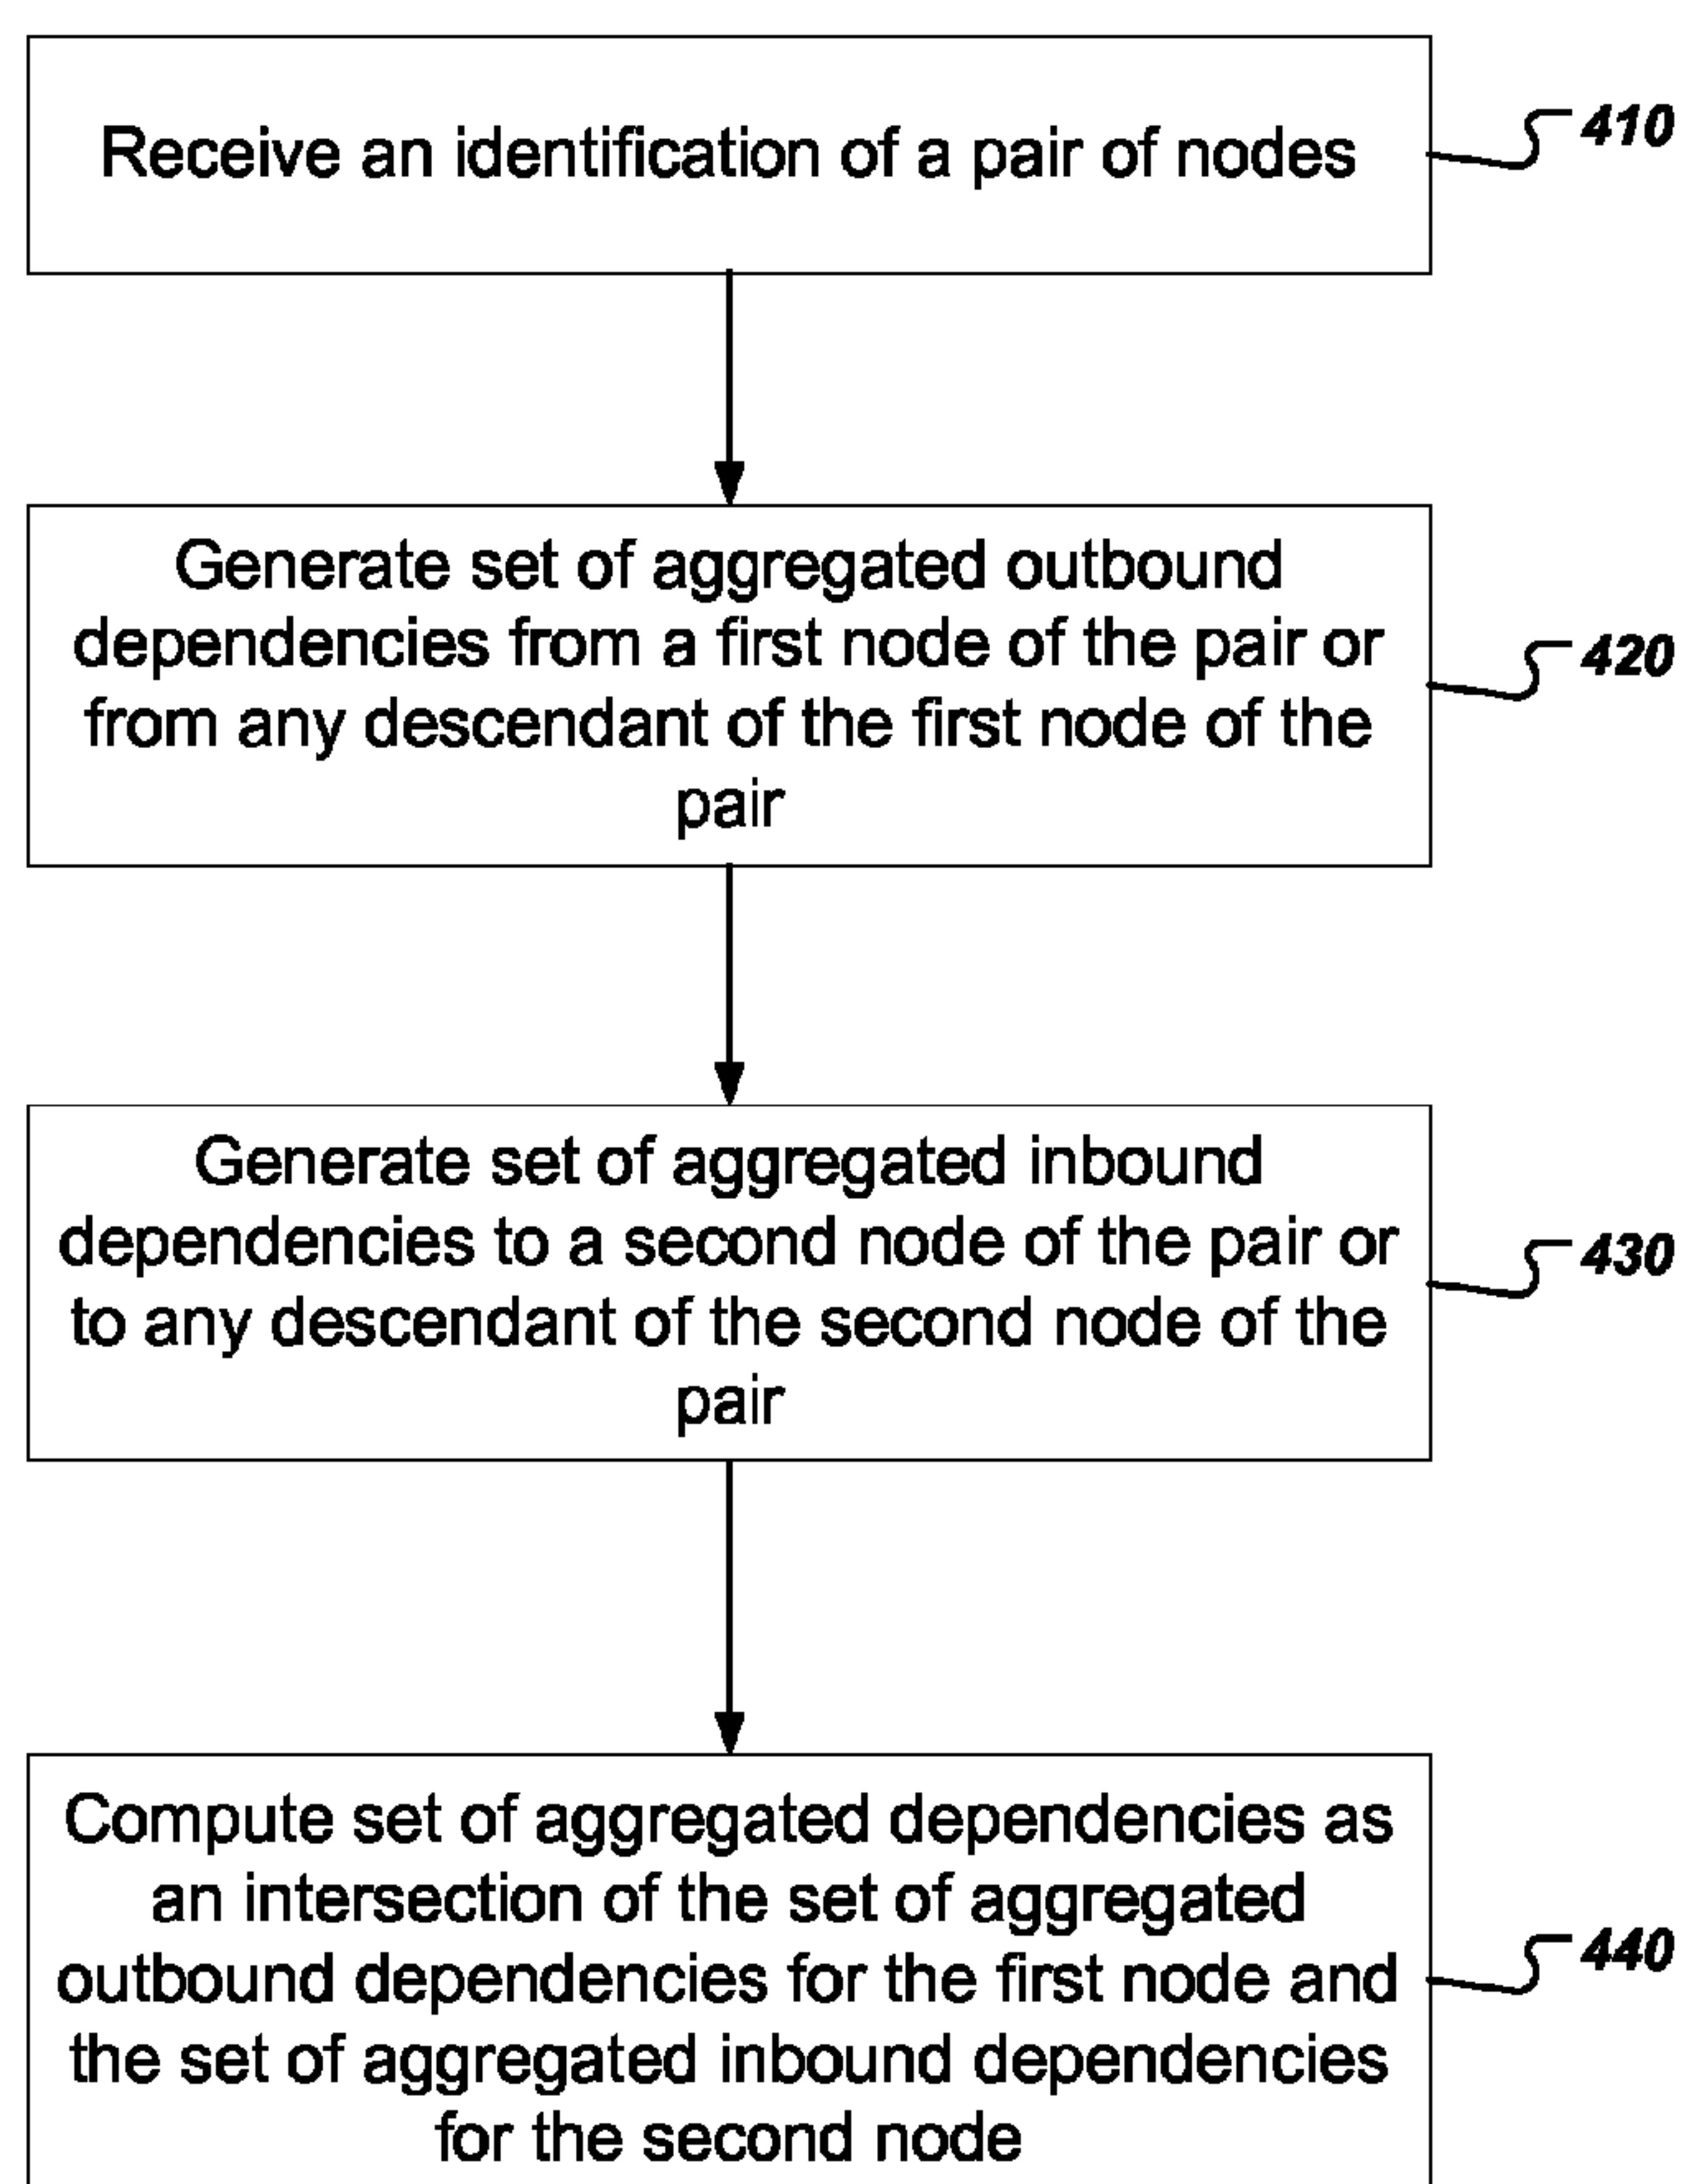 Receive an identification of a pair of nodes
410
Generate set of aggregated outbound
dependencies from a first node of the pair or
from any descendant of the first node of the
pair
420
Generate set of aggregated inbound
dependencies to a second node of the pair or
to any descendant of the second node of the
pair
430
Compute set of aggregated dependencies as
an intersection of the set of aggregated
outbound dependencies for the first node and
the set of aggregated inbound dependencies
for the second node
440